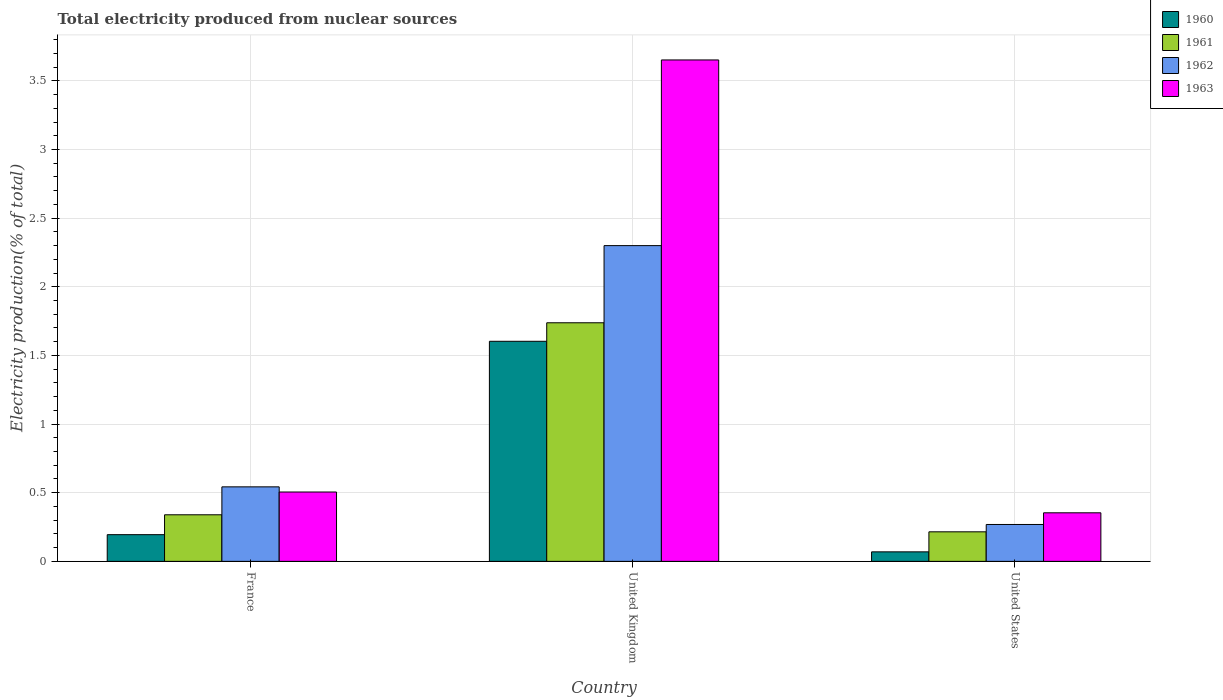 Total electricity produced from nuclear sources
1960
1961
1962
1963
Electricity production(% of total)
3.5
3
2.5
2
1.5
1
0.5
0
France
United Kingdom
United States
Country